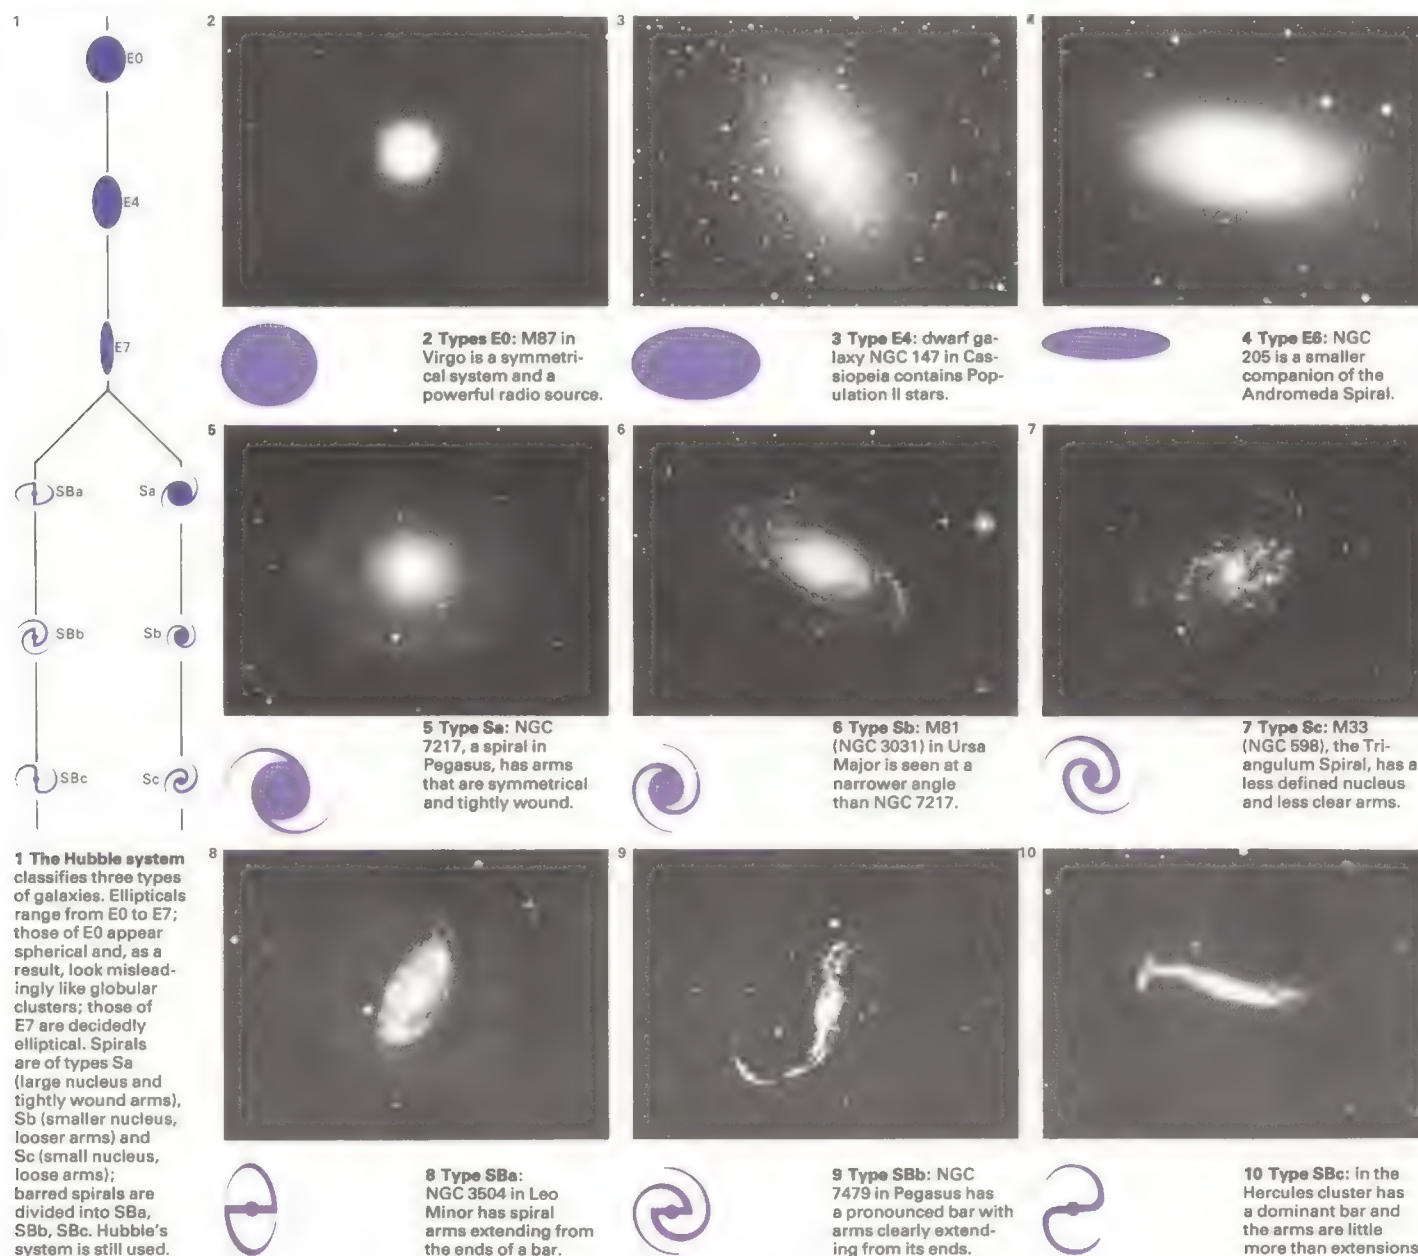 1
E0
E4
E7
SBa
Sa
SBb
Sb
SBc
Sc
1 The Hubble system
classifies three types
of galaxies. Ellipticals
range from E0 to E7;
those of E0 appear
spherical and, as a
result, look mislead-
ingly like globular
clusters; those of
E7 are decidedly
elliptical. Spirals
are of types Sa
(large nucleus and
tightly wound arms),
Sb (smaller nucleus,
looser arms) and
Sc (small nucleus,
loose arms);
barred spirals are
divided into SBa,
SBb, SBc. Hubble's
system is still used.
2
2 Types E0: M87 in
Virgo is a symmetri-
cal system and a
powerful radio source.
3
3 Type E4: dwarf ga-
laxy NGC 147 in Cas-
siopeia contains Pop-
ulation II stars.
4
4 Type E6: NGC
205 is a smaller
companion of the
Andromeda Spiral.
5
5 Type Sa: NGC
7217, a spiral in
Pegasus, has arms
that are symmetrical
and tightly wound.
6
6 Type Sb: M81
(NGC 3031) in Ursa
Major is seen at a
narrower angle
than NGC 7217.
7
7 Type Sc: M33
(NGC 598), the Tri-
angulum Spiral, has a
less defined nucleus
and less clear arms.
8
8 Type SBa:
NGC 3504 in Leo
Minor has spiral
arms extending from
the ends of a bar.
9
9 Type SBb: NGC
7479 in Pegasus has
a pronounced bar with
arms clearly extend-
ing from its ends.
10
10 Type SBc: in the
Hercules cluster has
a dominant bar and
the arms are little
more than extensions